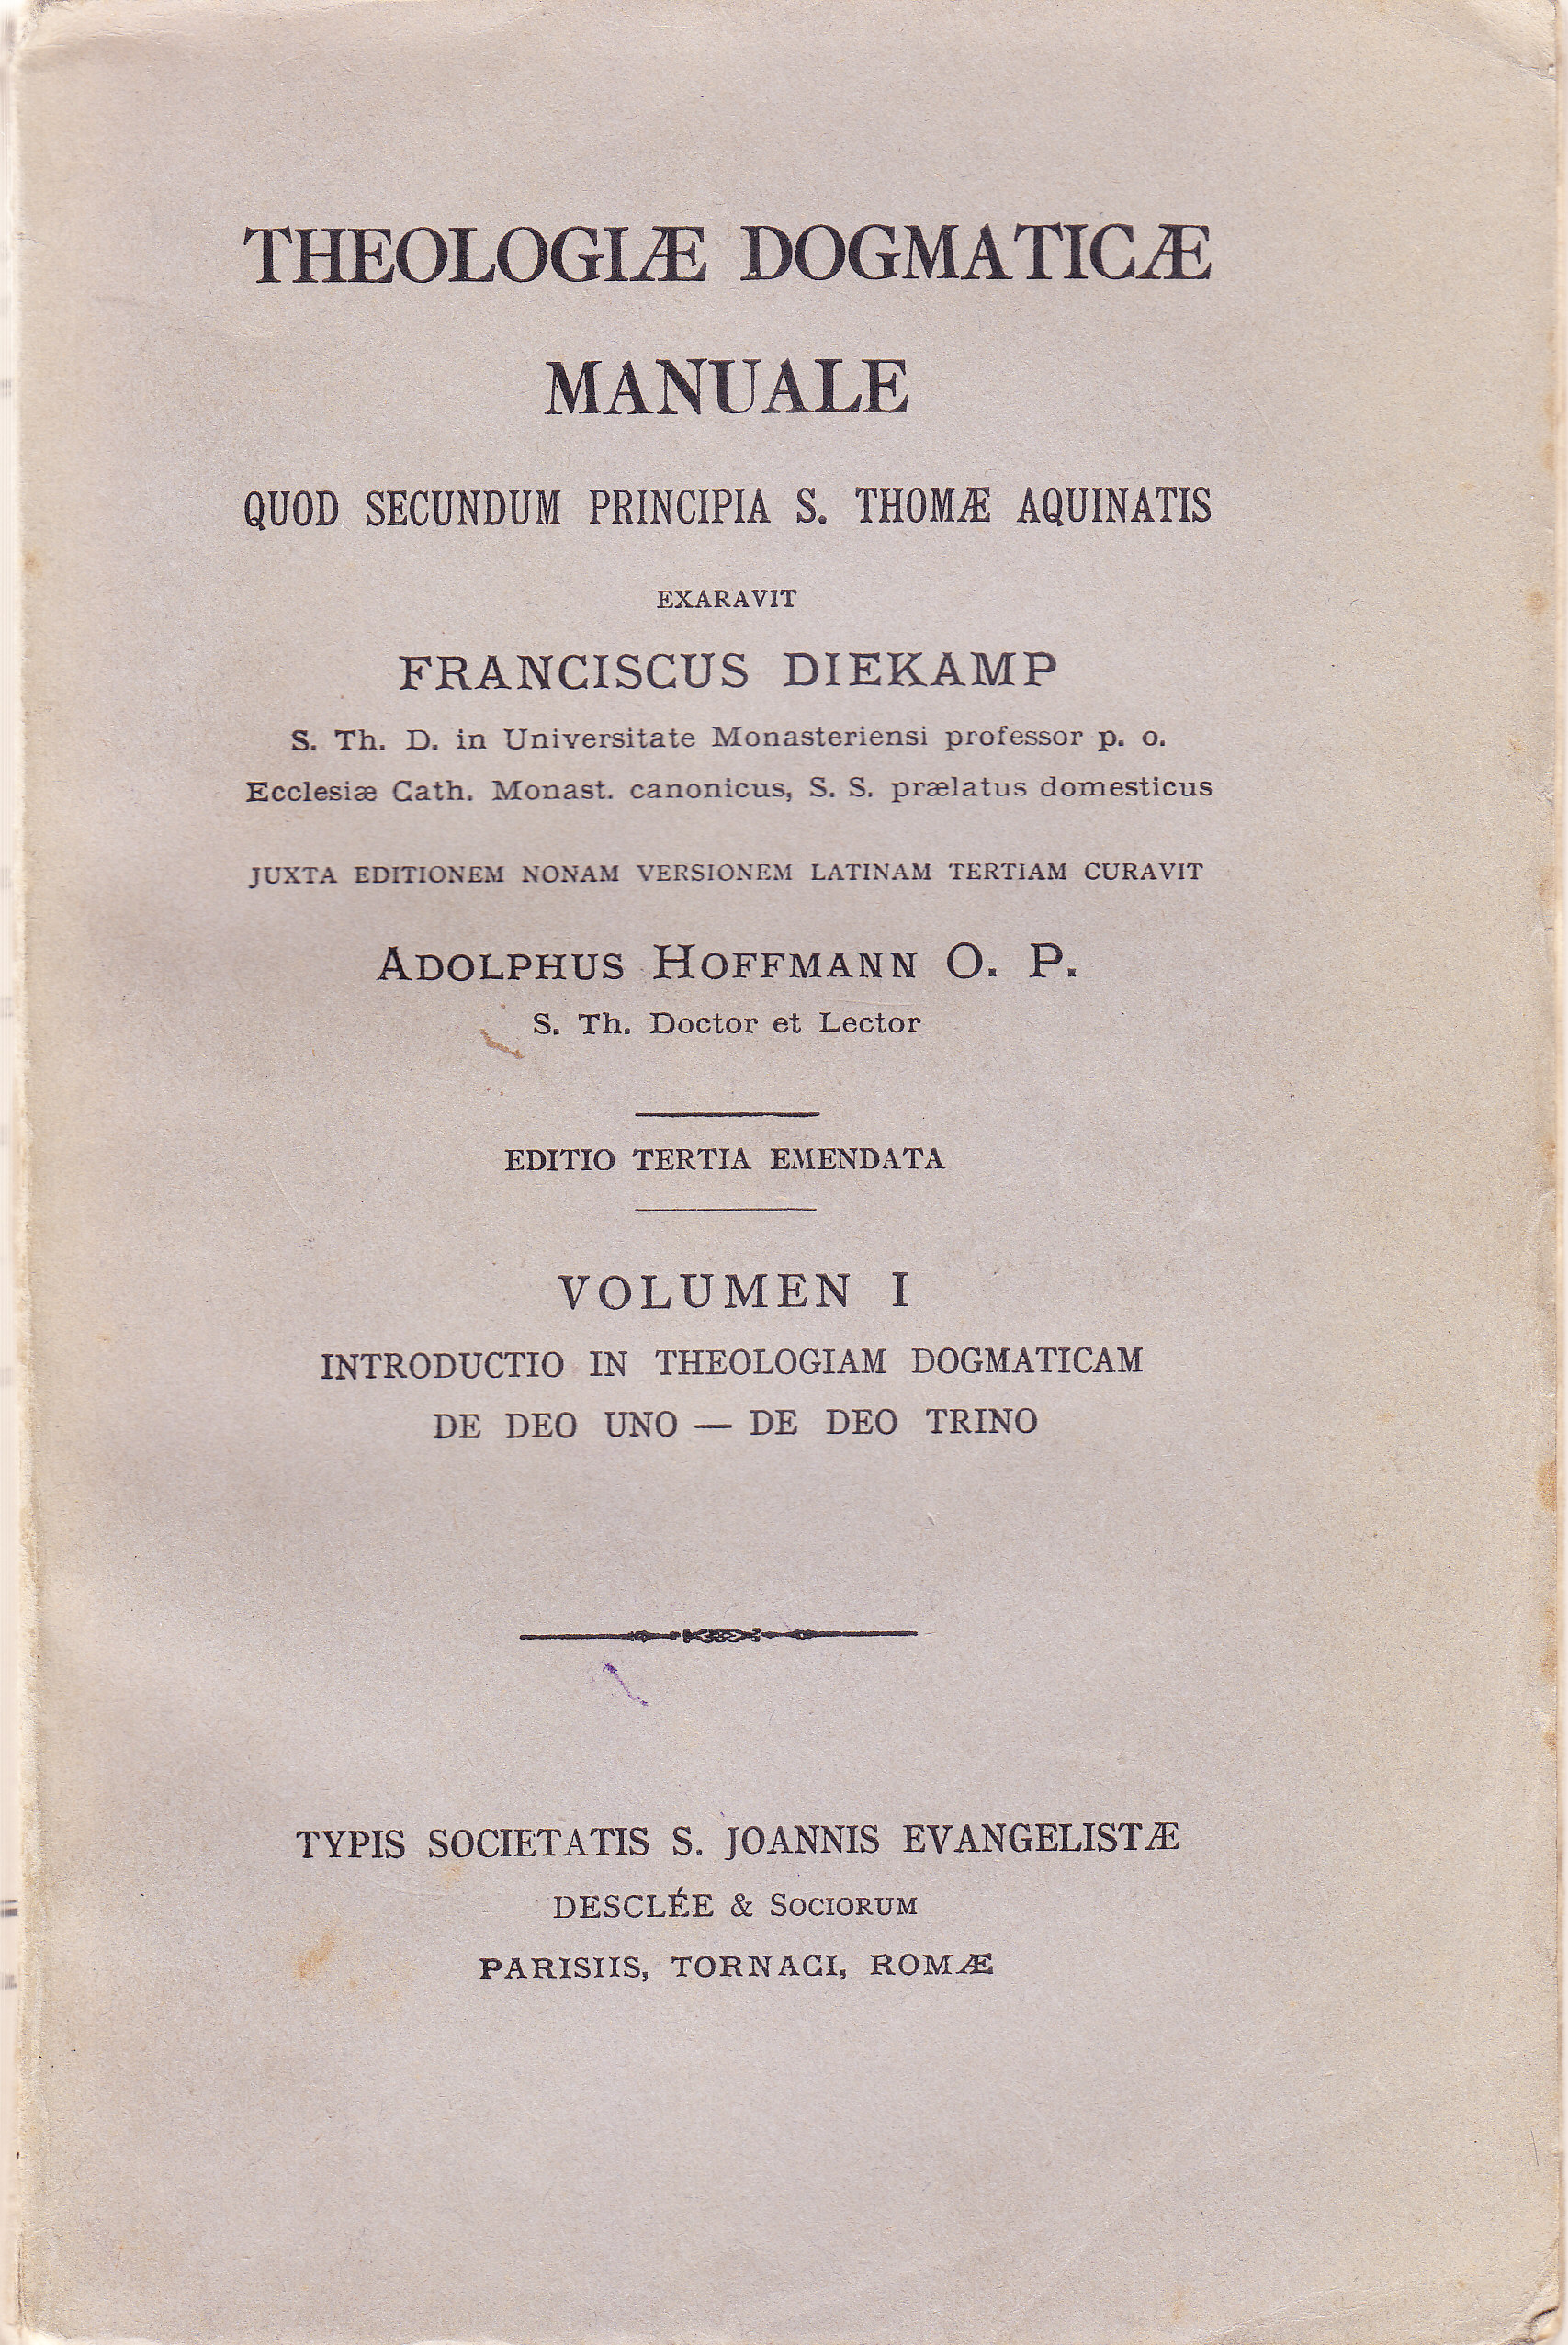 THEOLOGIÆ DOGMATICÆ
MANUALE
QUOD SECUNDUM PRINCIPIA S. THOMÆ AQUINATIS
EXARAVIT
FRANCISCUS DIEKAMP
S. Th. D. in Universitate Monasteriensi professor p. o.
Ecclesiæ Cath. Monast. canonicus, S. S. prælatus domesticus
JUXTA EDITIONEM NONAM VERSIONEM LATINAM TERTIAM CURAVIT
ADOLPHUS HOFFMANN O. P.
S. Th. Doctor et Lector
EDITIO TERTIA EMENDATA
VOLUMEN I
INTRODUCTIO IN THEOLOGIAM DOGMATICAM
DE DEO UNO — DE DEO TRINO
TYPIS SOCIETATIS S. JOANNIS EVANGELISTÆ
DESCLÉE & SOCIORUM
PARISIIS, TORNACI, ROMÆ